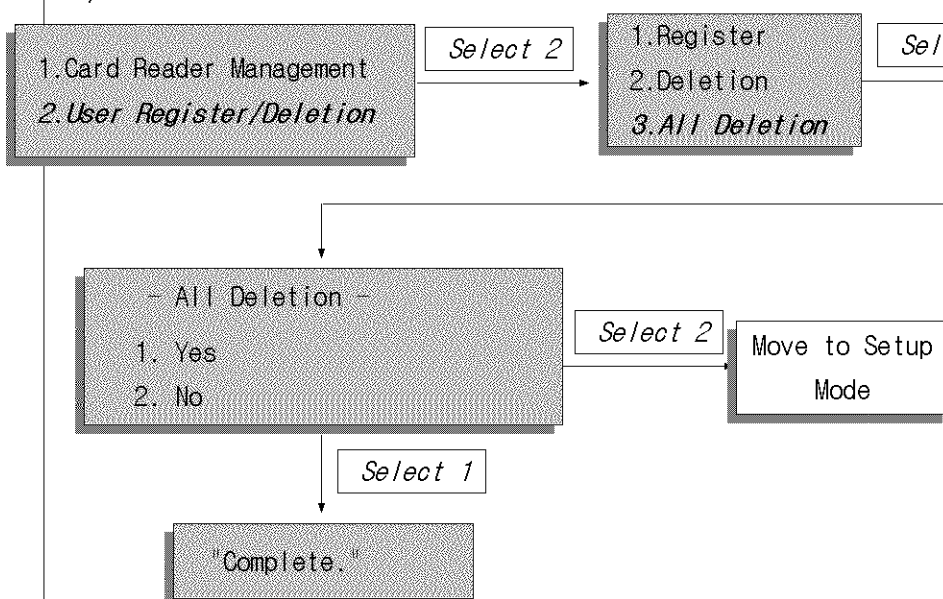 1.Card Reader Management
2.User Register/Deletion
Select 2
1.Register
2.Deletion
3.All Deletion
- All Deletion -
1. Yes
2. No
Select 2
Move to Setup
Mode
Select 1
"Complete."